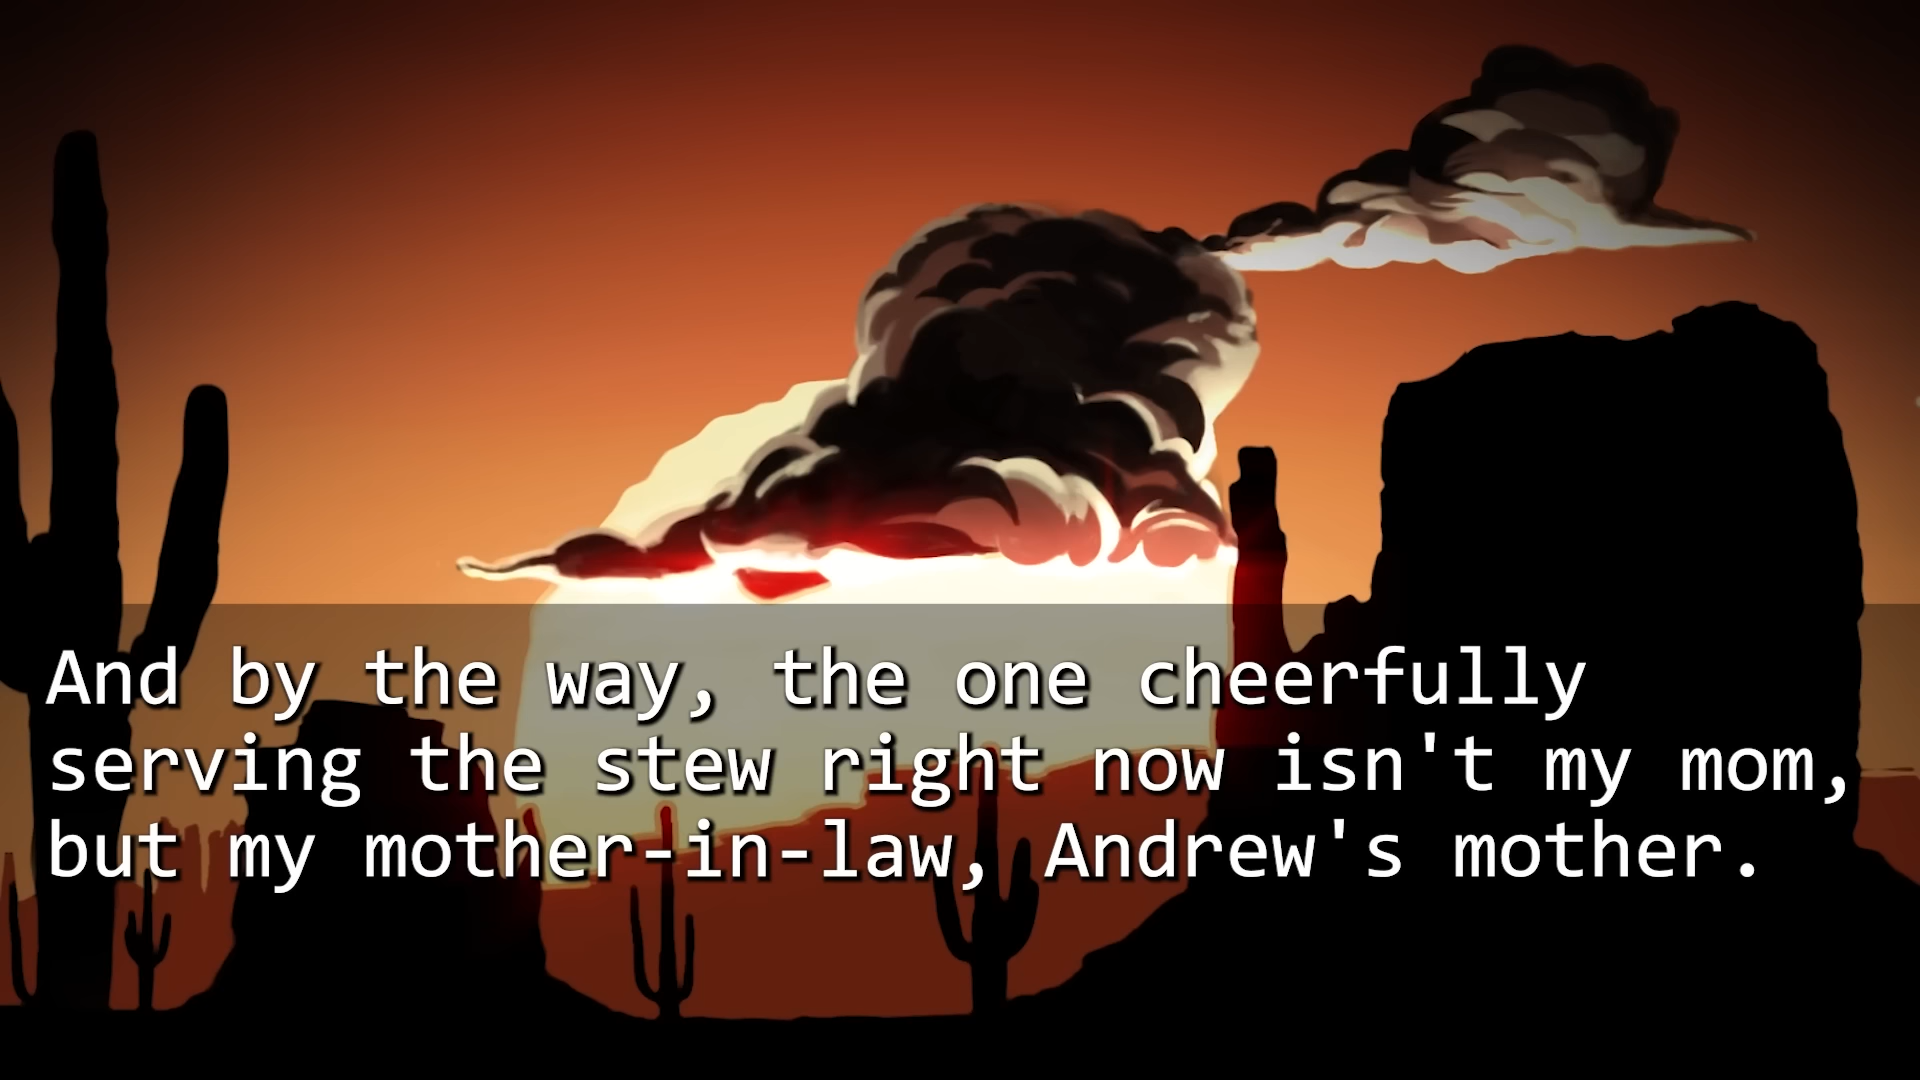 And by the way, the one cheerfully
serving the stew right now isn't my mom,
but my mother-in-law, Andrew's mother.